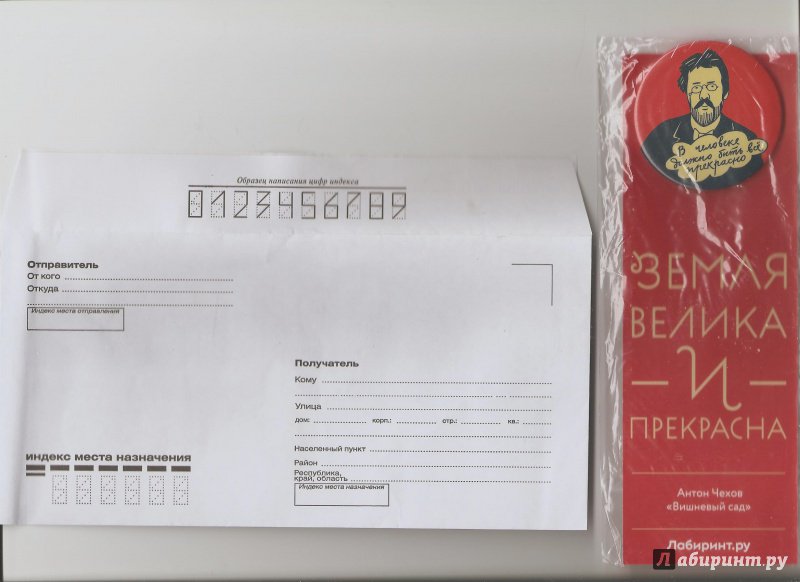 Образец написания цифр индекса
0123456789
Отправитель
От кого
Откуда
Индекс места отправления
Получатель
Кому
Улица
дом: корп.: стр.: кв.:
Населенный пункт
Район
Республика,
край, область
Индекс места назначения
индекс места назначения
В человеке
должно быть всё
прекрасно
ЗЕМЛЯ
ВЕЛИКА
И
ПРЕКРАСНА
Антон Чехов
«Вишневый сад»
Лабиринт.ру
Лабиринт.ру